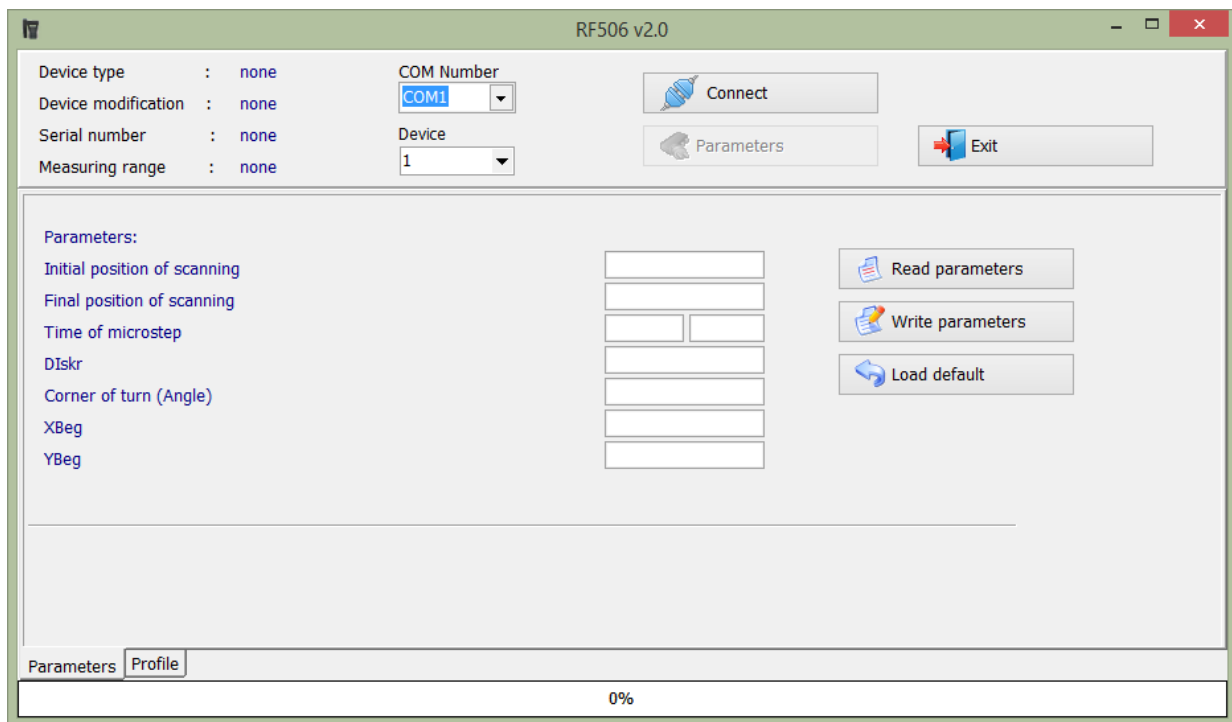 RF506 v2.0
Device type : none
Device modification : none
Serial number : none
Measuring range : none
COM Number
COM1
Device
1
Connect
Parameters
Exit
Parameters:
Initial position of scanning
Final position of scanning
Time of microstep
DIskr
Corner of turn (Angle)
XBeg
YBeg
Read parameters
Write parameters
Load default
Parameters Profile
0%